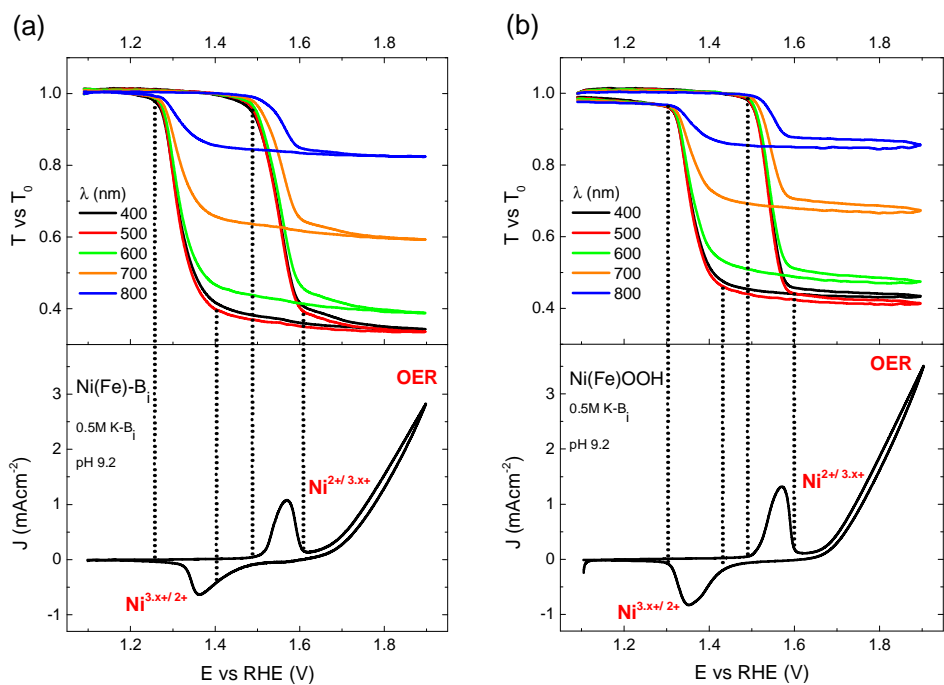 (a)
1.2 1.4 1.6 1.8
1.0
0.8
0.6
0.4
T vs T₀
λ (nm)
400
500
600
700
800
3
2
1
0
-1
J (mAcm⁻²)
Ni(Fe)-Bᵢ
0.5M K-Bᵢ
pH 9.2
OER
Ni²⁺/ ³·ˣ⁺
Ni³·ˣ⁺/ ²⁺
1.2 1.4 1.6 1.8
E vs RHE (V)
(b)
1.2 1.4 1.6 1.8
1.0
0.8
0.6
0.4
T vs T₀
λ (nm)
400
500
600
700
800
3
2
1
0
-1
J (mAcm⁻²)
Ni(Fe)OOH
0.5M K-Bᵢ
pH 9.2
OER
Ni²⁺/ ³·ˣ⁺
Ni³·ˣ⁺/ ²⁺
1.2 1.4 1.6 1.8
E vs RHE (V)